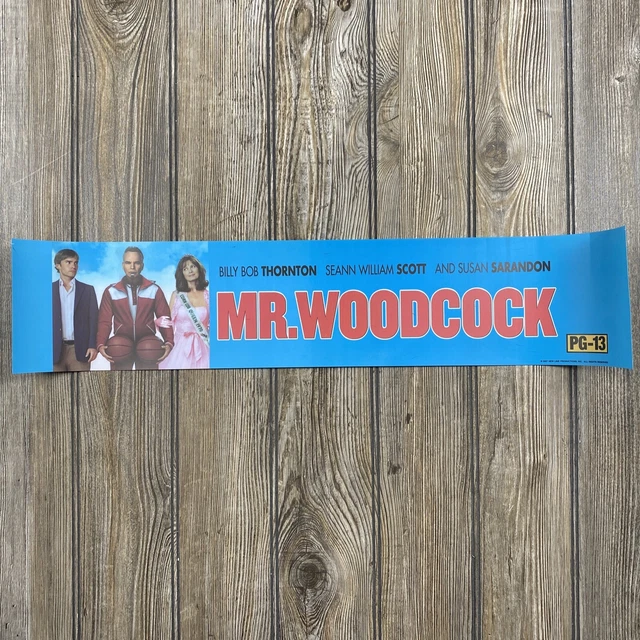 BILLY BOB THORNTON SEANN WILLIAM SCOTT AND SUSAN SARANDON
MR.WOODCOCK
PG-13